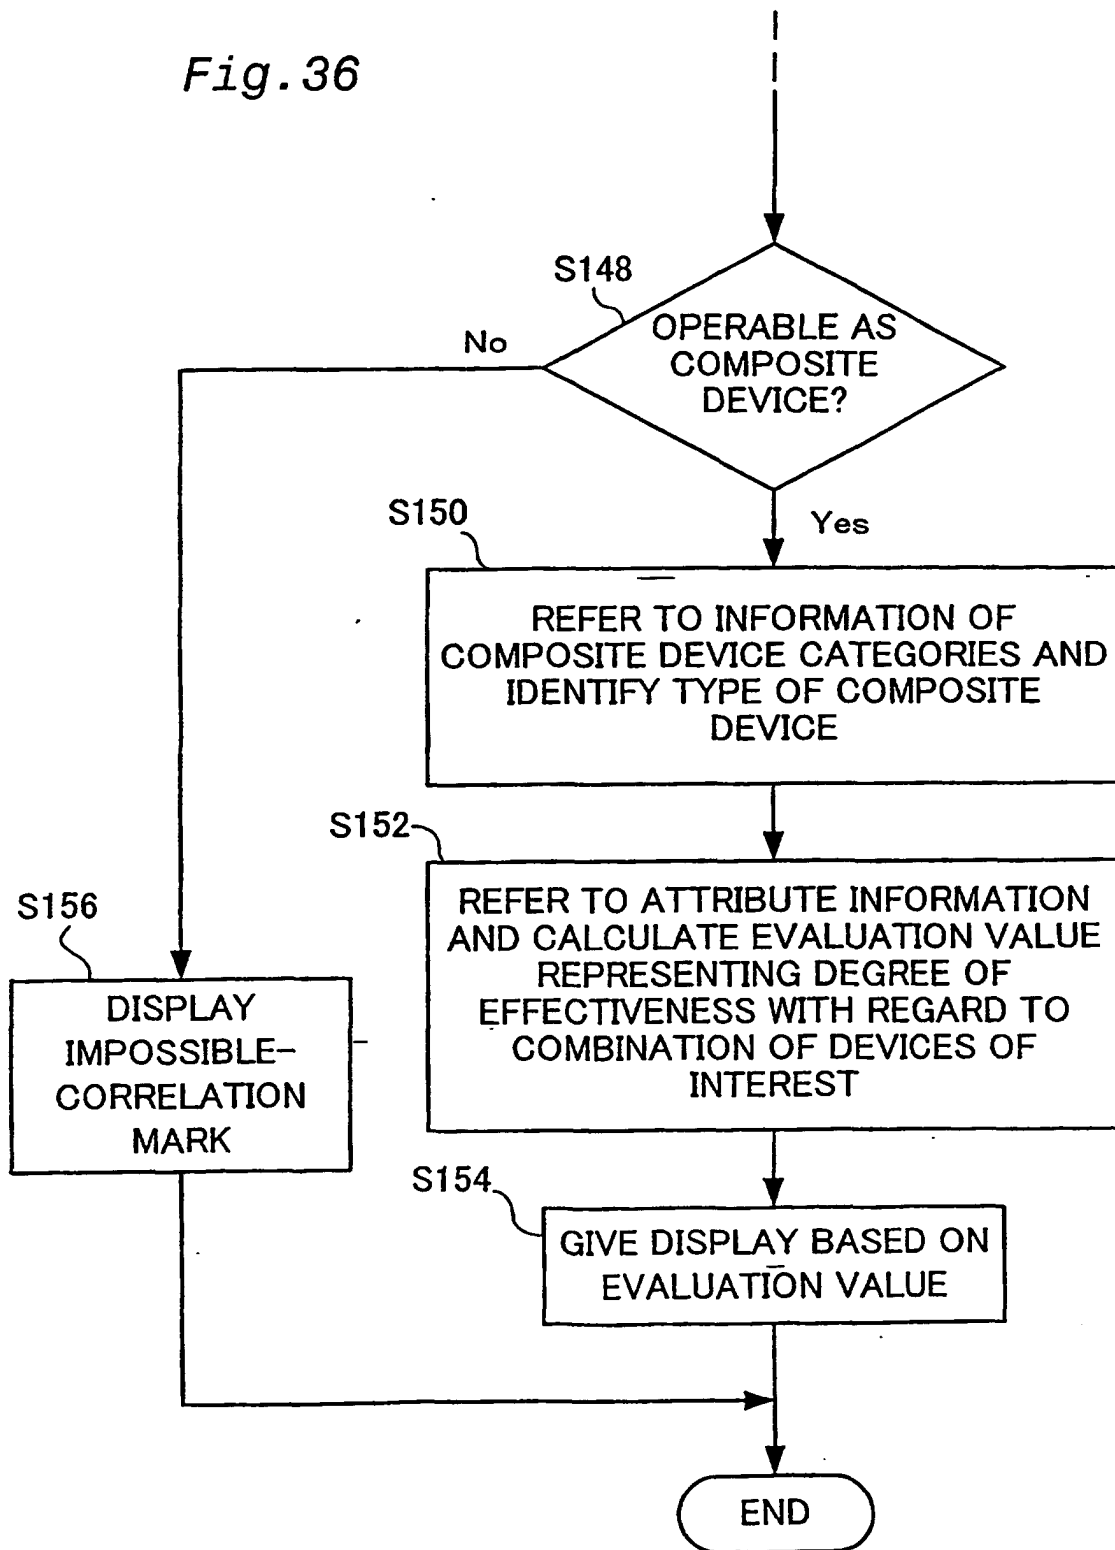 Fig.36
S148
OPERABLE AS
COMPOSITE
DEVICE?
No
Yes
S150
REFER TO INFORMATION OF
COMPOSITE DEVICE CATEGORIES AND
IDENTIFY TYPE OF COMPOSITE
DEVICE
S152
REFER TO ATTRIBUTE INFORMATION
AND CALCULATE EVALUATION VALUE
REPRESENTING DEGREE OF
EFFECTIVENESS WITH REGARD TO
COMBINATION OF DEVICES OF
INTEREST
S156
DISPLAY
IMPOSSIBLE-
CORRELATION
MARK
S154
GIVE DISPLAY BASED ON
EVALUATION VALUE
END